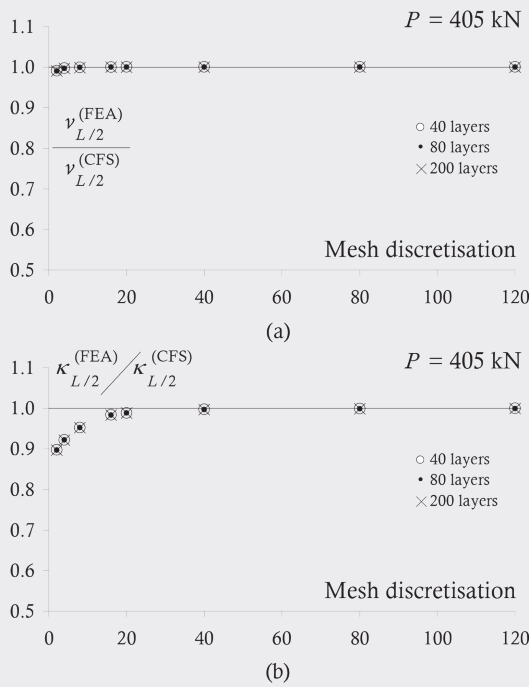 P = 405 kN
1.1
1.0
0.9
0.8
0.7
0.6
0.5
ν L/2 (FEA)
ν L/2 (CFS)
40 layers
80 layers
200 layers
Mesh discretisation
0 20 40 60 80 100 120
(a)
κ L/2 (FEA) / κ L/2 (CFS)
P = 405 kN
1.1
1.0
0.9
0.8
0.7
0.6
0.5
40 layers
80 layers
200 layers
Mesh discretisation
0 20 40 60 80 100 120
(b)